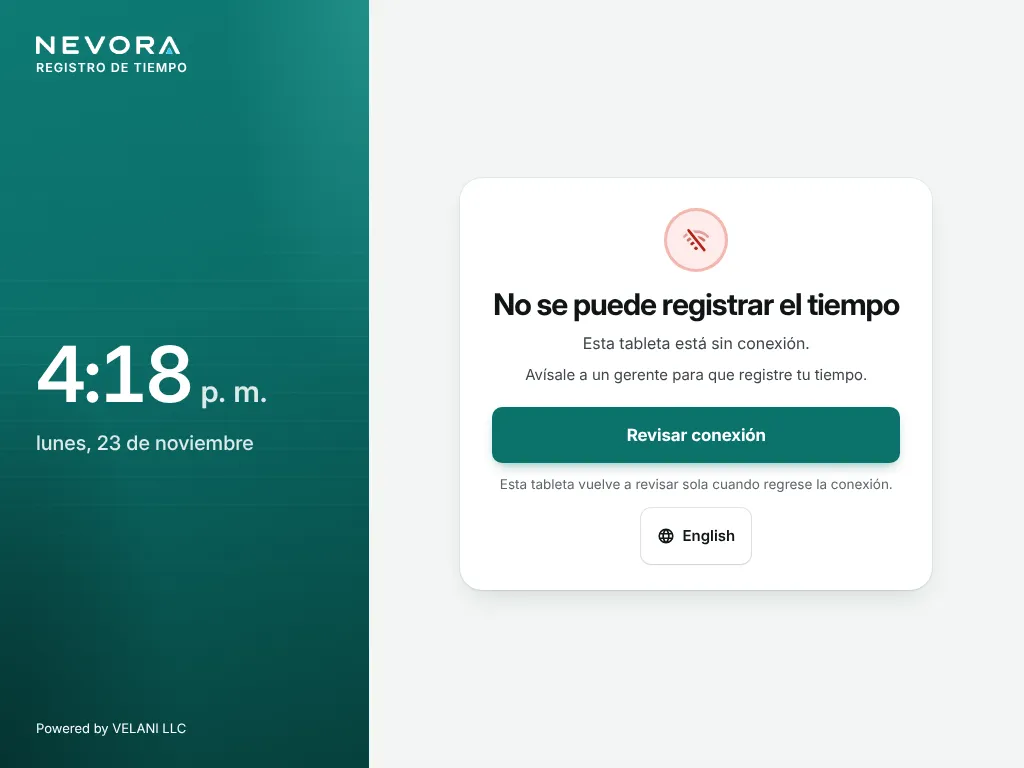 NEVORA
REGISTRO DE TIEMPO
4:18 p. m.
lunes, 23 de noviembre
Powered by VELANI LLC
No se puede registrar el tiempo
Esta tableta está sin conexión.
Avísale a un gerente para que registre tu tiempo.
Revisar conexión
Esta tableta vuelve a revisar sola cuando regrese la conexión.
English